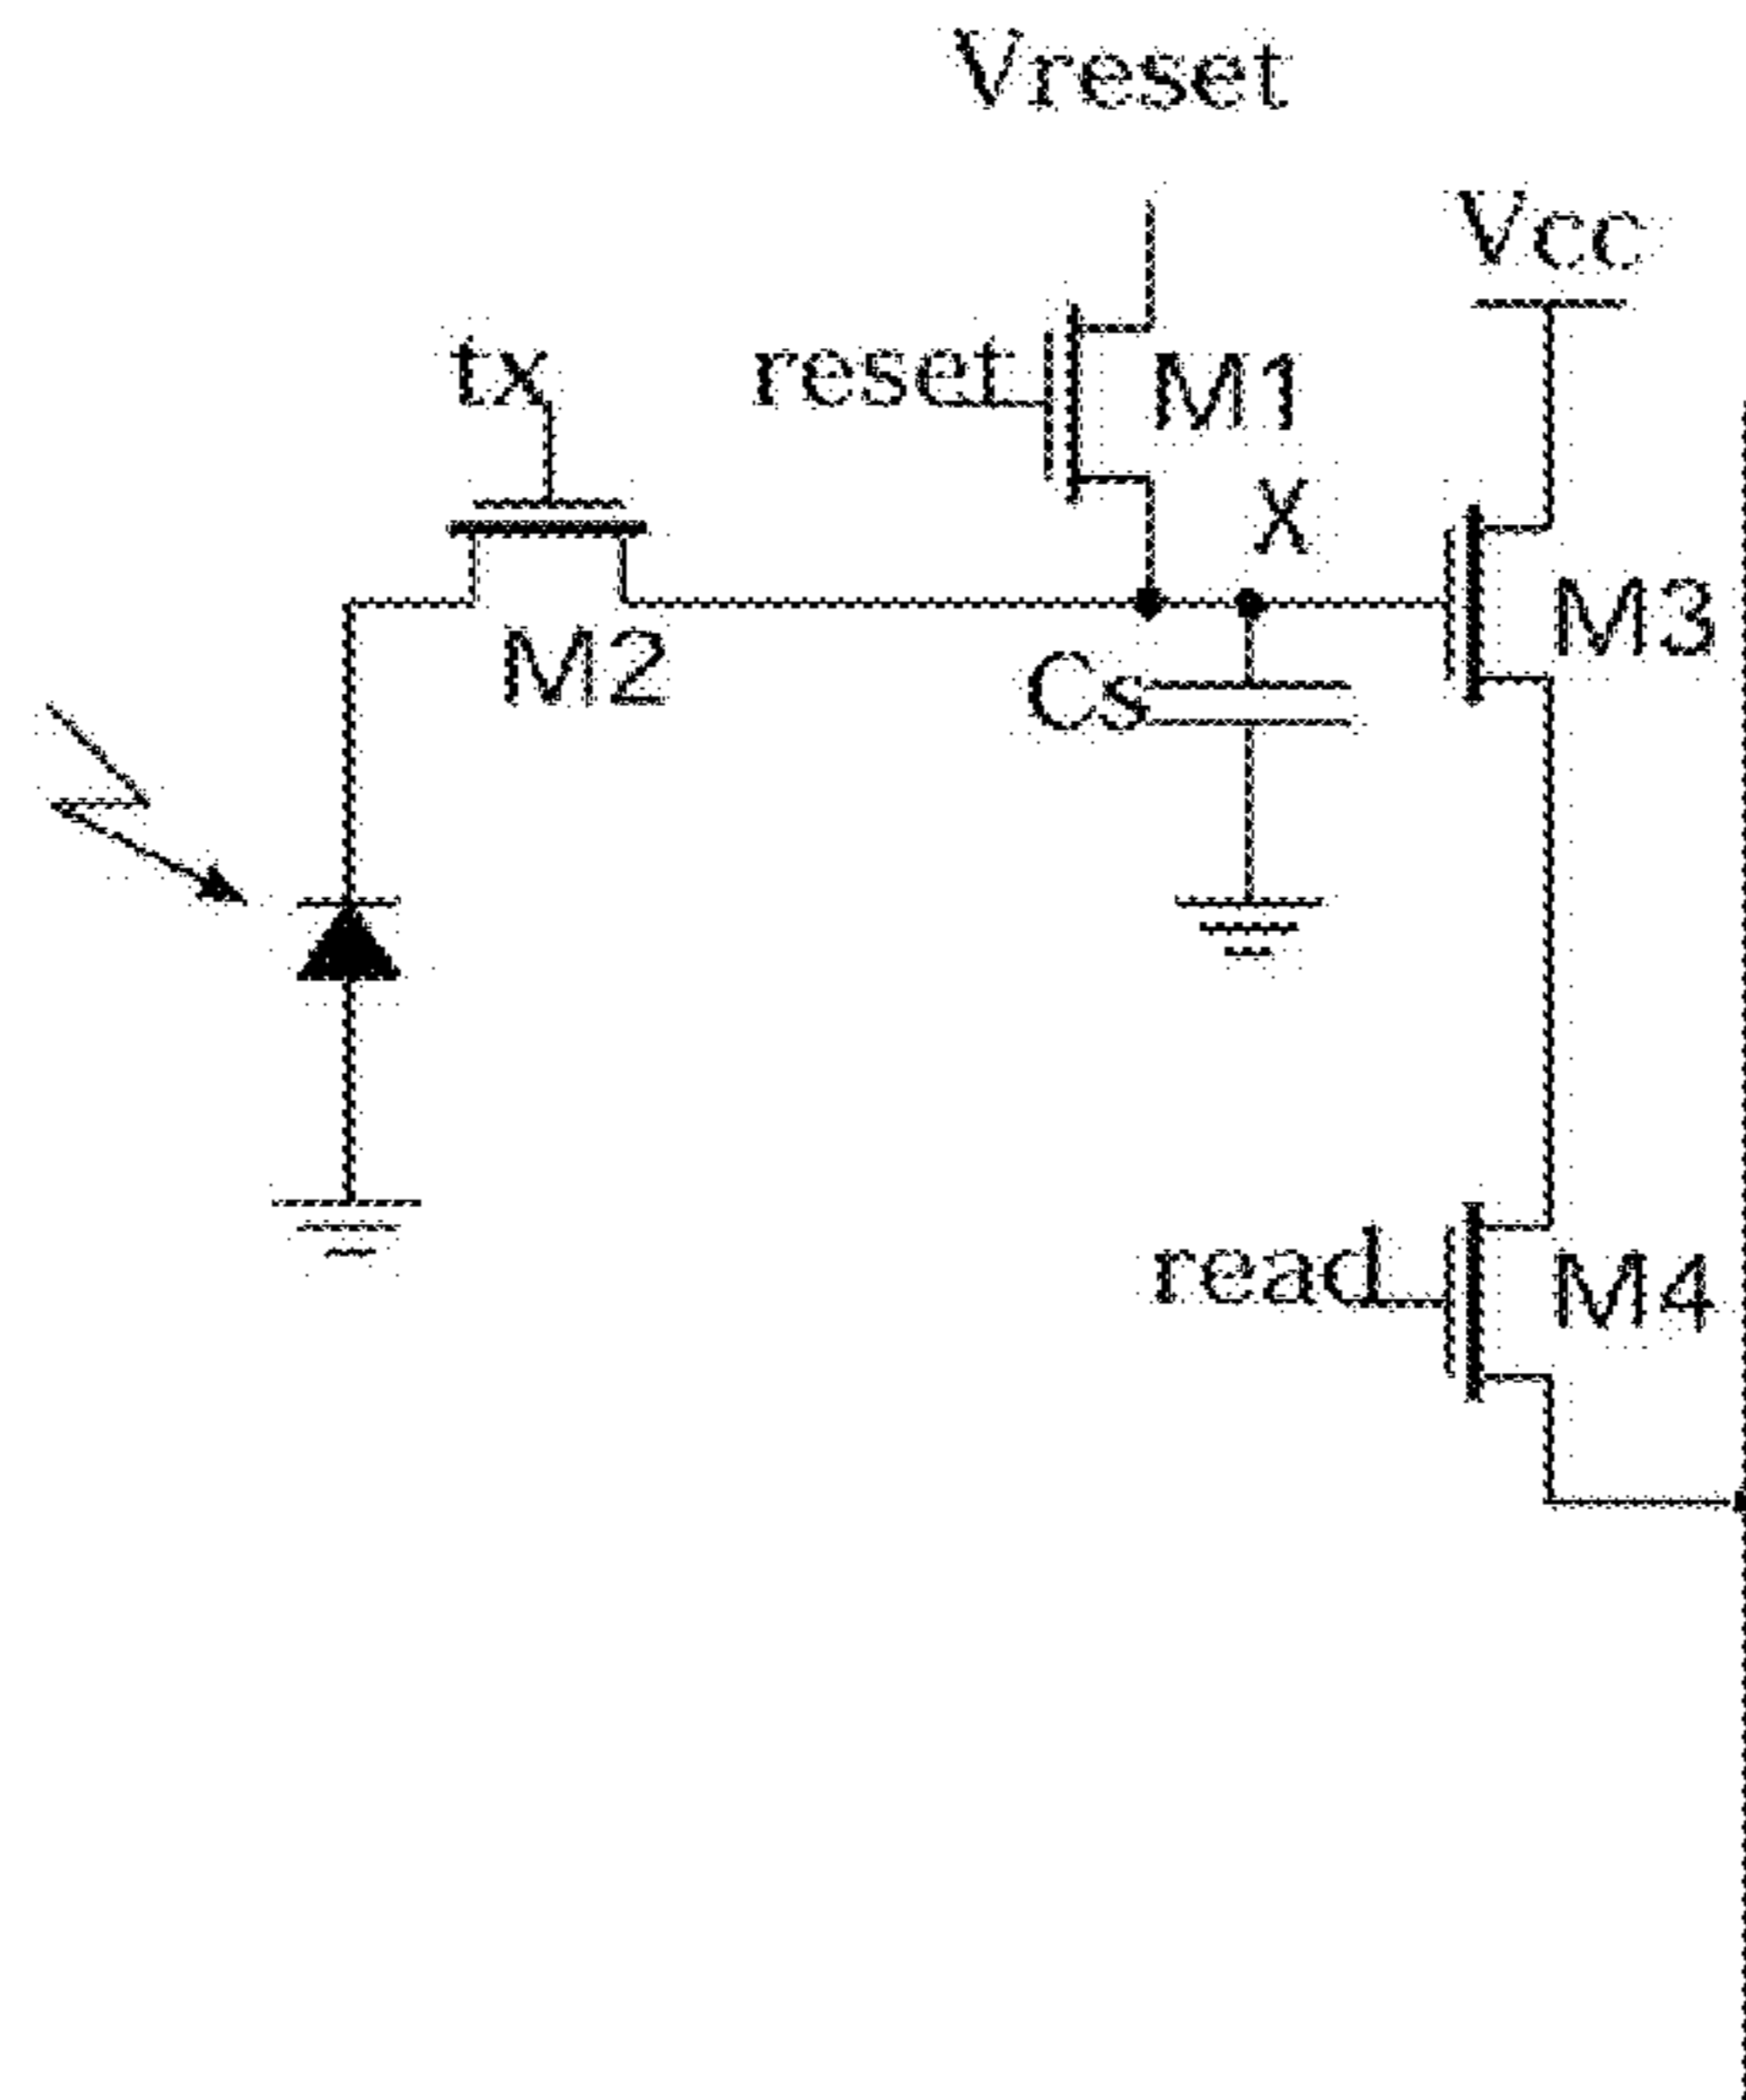 Vreset
Vcc
tx
reset
M1
X
M2
M3
Cs
read
M4